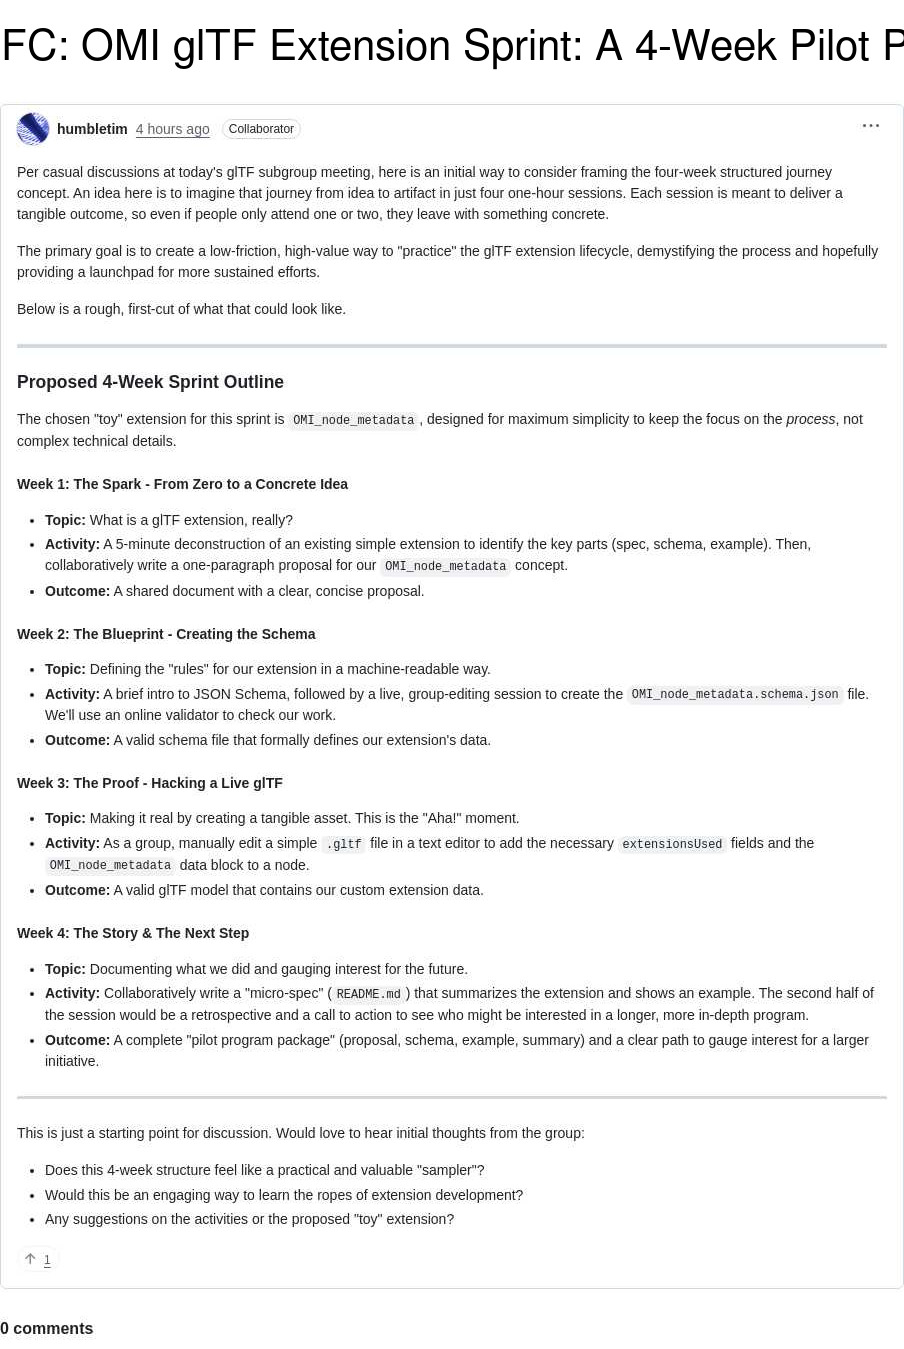 FC: OMI glTF Extension Sprint: A 4-Week Pilot P
humbletim 4 hours ago Collaborator
Per casual discussions at today's glTF subgroup meeting, here is an initial way to consider framing the four-week structured journey
concept. An idea here is to imagine that journey from idea to artifact in just four one-hour sessions. Each session is meant to deliver a
tangible outcome, so even if people only attend one or two, they leave with something concrete.
The primary goal is to create a low-friction, high-value way to "practice" the glTF extension lifecycle, demystifying the process and hopefully
providing a launchpad for more sustained efforts.
Below is a rough, first-cut of what that could look like.
Proposed 4-Week Sprint Outline
The chosen "toy" extension for this sprint is OMI_node_metadata, designed for maximum simplicity to keep the focus on the process, not
complex technical details.
Week 1: The Spark - From Zero to a Concrete Idea
• Topic: What is a glTF extension, really?
• Activity: A 5-minute deconstruction of an existing simple extension to identify the key parts (spec, schema, example). Then,
collaboratively write a one-paragraph proposal for our OMI_node_metadata concept.
• Outcome: A shared document with a clear, concise proposal.
Week 2: The Blueprint - Creating the Schema
• Topic: Defining the "rules" for our extension in a machine-readable way.
• Activity: A brief intro to JSON Schema, followed by a live, group-editing session to create the OMI_node_metadata.schema.json file.
We'll use an online validator to check our work.
• Outcome: A valid schema file that formally defines our extension's data.
Week 3: The Proof - Hacking a Live glTF
• Topic: Making it real by creating a tangible asset. This is the "Aha!" moment.
• Activity: As a group, manually edit a simple .gltf file in a text editor to add the necessary extensionsUsed fields and the
OMI_node_metadata data block to a node.
• Outcome: A valid glTF model that contains our custom extension data.
Week 4: The Story & The Next Step
• Topic: Documenting what we did and gauging interest for the future.
• Activity: Collaboratively write a "micro-spec" (README.md) that summarizes the extension and shows an example. The second half of
the session would be a retrospective and a call to action to see who might be interested in a longer, more in-depth program.
• Outcome: A complete "pilot program package" (proposal, schema, example, summary) and a clear path to gauge interest for a larger
initiative.
This is just a starting point for discussion. Would love to hear initial thoughts from the group:
• Does this 4-week structure feel like a practical and valuable "sampler"?
• Would this be an engaging way to learn the ropes of extension development?
• Any suggestions on the activities or the proposed "toy" extension?
↑ 1
0 comments